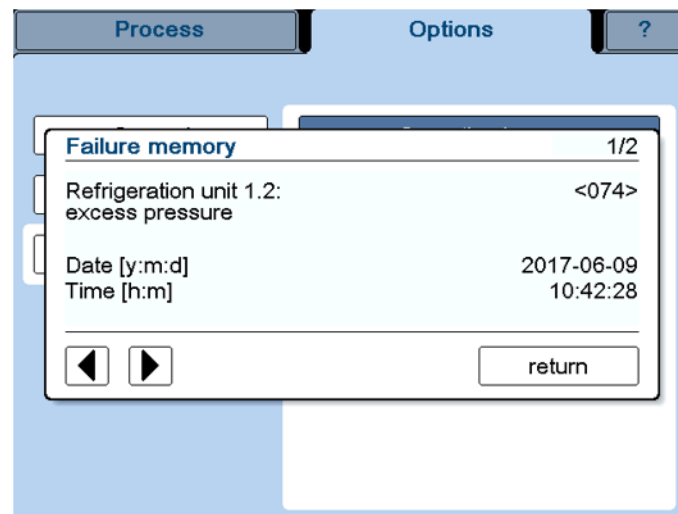 Process Options ?
Failure memory 1/2
Refrigeration unit 1.2: <074>
excess pressure
Date [y:m:d] 2017-06-09
Time [h:m] 10:42:28
return